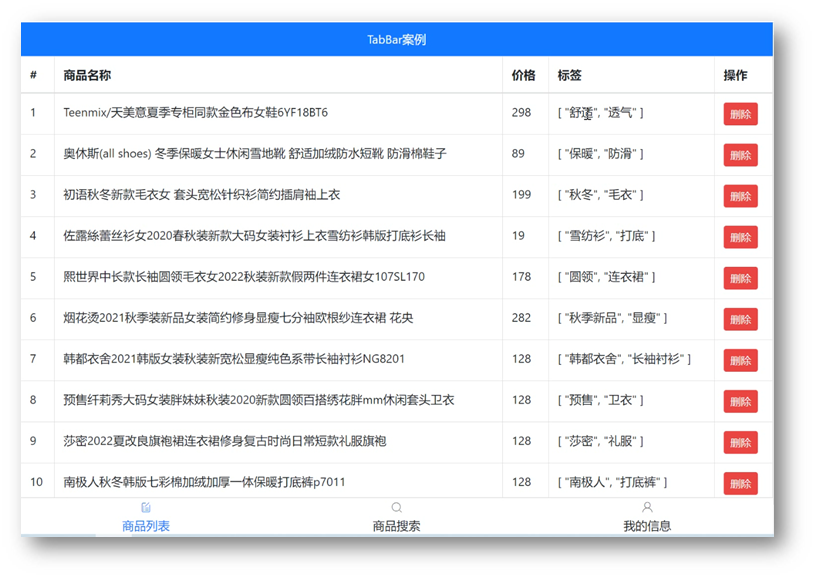 TabBar案例
# 商品名称 价格 标签 操作
1 Teenmix/天美意夏季专柜同款金色布女鞋6YF18BT6 298 [ "舒适", "透气" ] 删除
2 奥休斯(all shoes) 冬季保暖女士休闲雪地靴 舒适加绒防水短靴 防滑棉鞋子 89 [ "保暖", "防滑" ] 删除
3 初语秋冬新款毛衣女 套头宽松针织衫简约插肩袖上衣 199 [ "秋冬", "毛衣" ] 删除
4 佐露絲蕾丝衫女2020春秋装新款大码女装衬衫上衣雪纺衫韩版打底衫长袖 19 [ "雪纺衫", "打底" ] 删除
5 熙世界中长款长袖圆领毛衣女2022秋装新款假两件连衣裙女107SL170 178 [ "圆领", "连衣裙" ] 删除
6 烟花烫2021秋季装新品女装简约修身显瘦七分袖欧根纱连衣裙 花央 282 [ "秋季新品", "显瘦" ] 删除
7 韩都衣舍2021韩版女装秋装新宽松显瘦纯色系带长袖衬衫NG8201 128 [ "韩都衣舍", "长袖衬衫" ] 删除
8 预售纤莉秀大码女装胖妹妹秋装2020新款圆领百搭绣花胖mm休闲套头卫衣 128 [ "预售", "卫衣" ] 删除
9 莎密2022夏改良旗袍裙连衣裙修身复古时尚日常短款礼服旗袍 128 [ "莎密", "礼服" ] 删除
10 南极人秋冬韩版七彩棉加绒加厚一体保暖打底裤p7011 128 [ "南极人", "打底裤" ] 删除
商品列表 商品搜索 我的信息